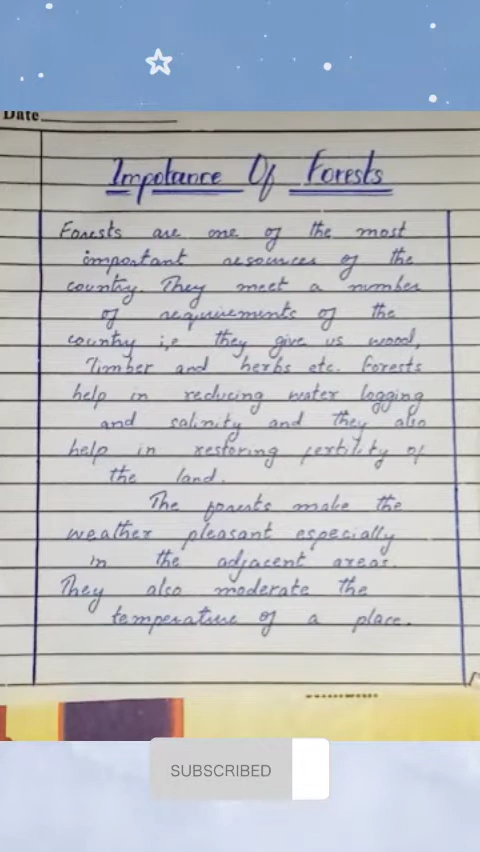 Date
Impotance Of Forests
Forests are one of the most
important resources of the
country. They meet a number
of requirements of the
country i,e they give us wood,
Timber and herbs etc. Forests
help in reducing water logging
and salinity and they also
help in restoring fertility of
the land.
The forests make the
weather pleasant especially
in the adjacent areas.
They also moderate the
temperature of a place.
SUBSCRIBED